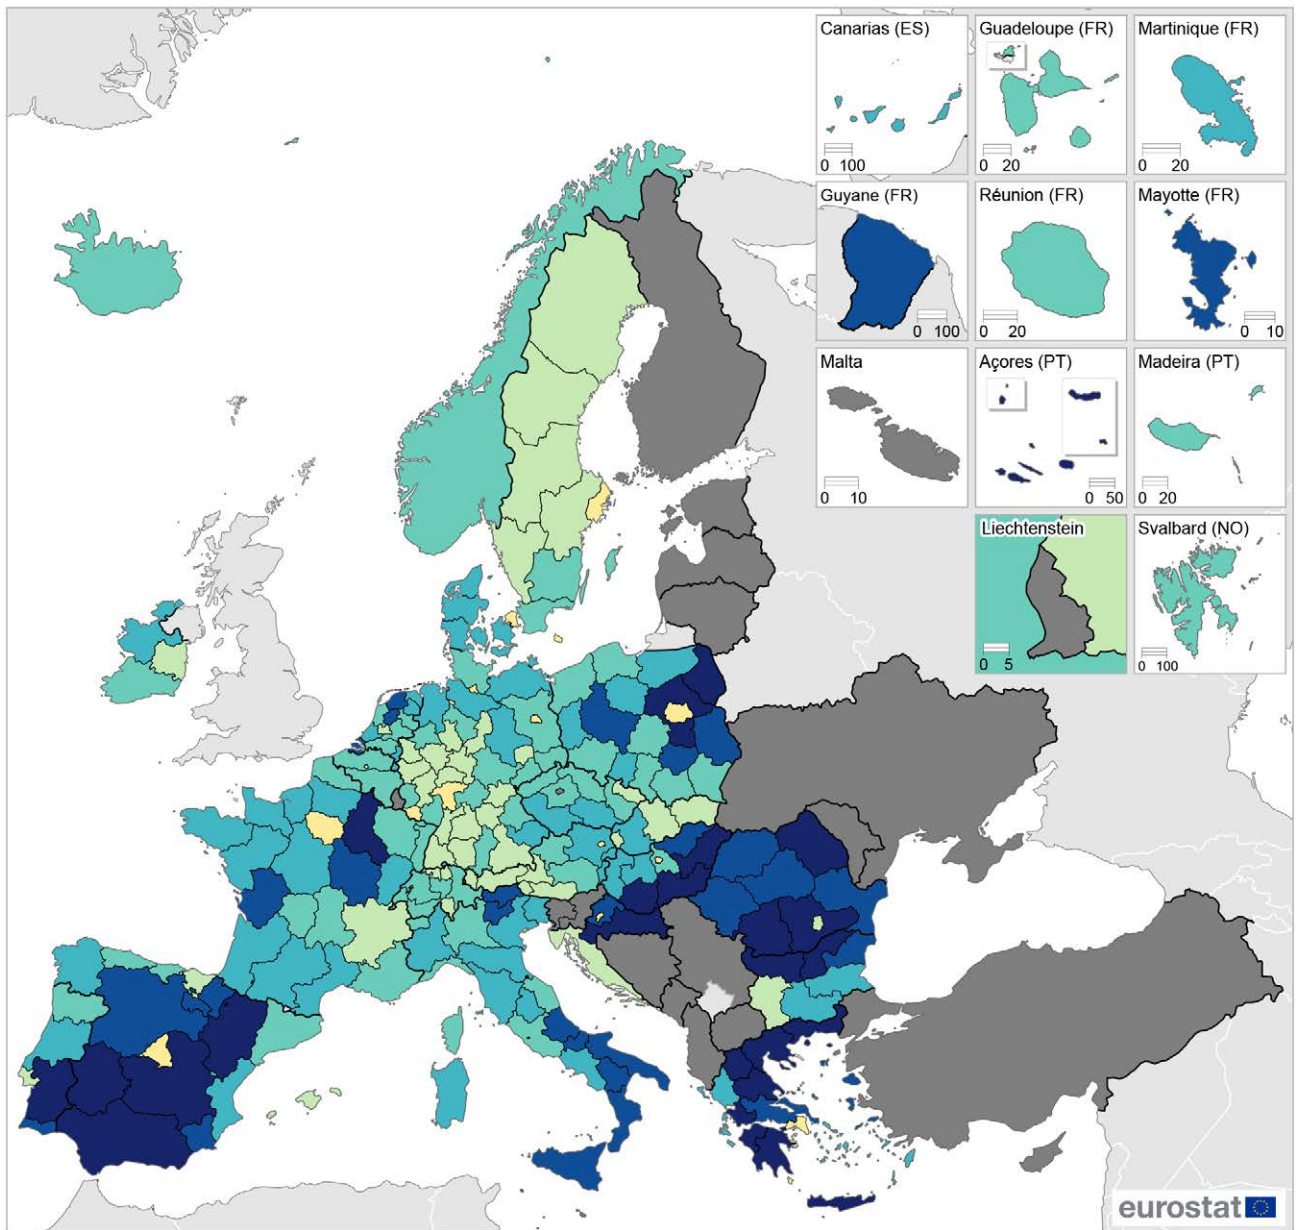 Canarias (ES)
0 100
Guadeloupe (FR)
0 20
Martinique (FR)
0 20
Guyane (FR)
0 100
Réunion (FR)
0 20
Mayotte (FR)
0 10
Malta
0 10
Açores (PT)
0 50
Madeira (PT)
0 20
Liechtenstein
0 5
Svalbard (NO)
0 100
eurostat